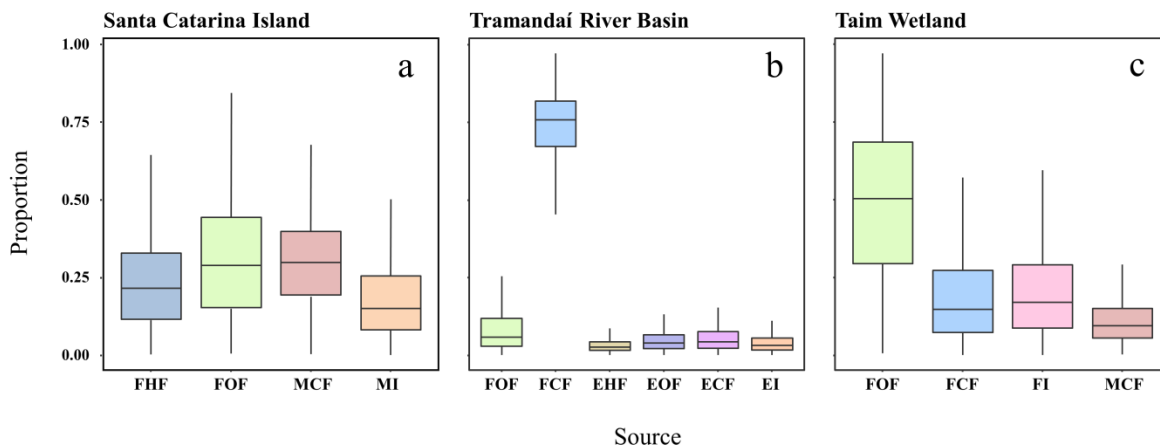 Santa Catarina Island
Tramandaí River Basin
Taim Wetland
a
b
c
Proportion
1.00
0.75
0.50
0.25
0.00
FHF FOF MCF MI
FOF FCF EHF EOF ECF EI
FOF FCF FI MCF
Source